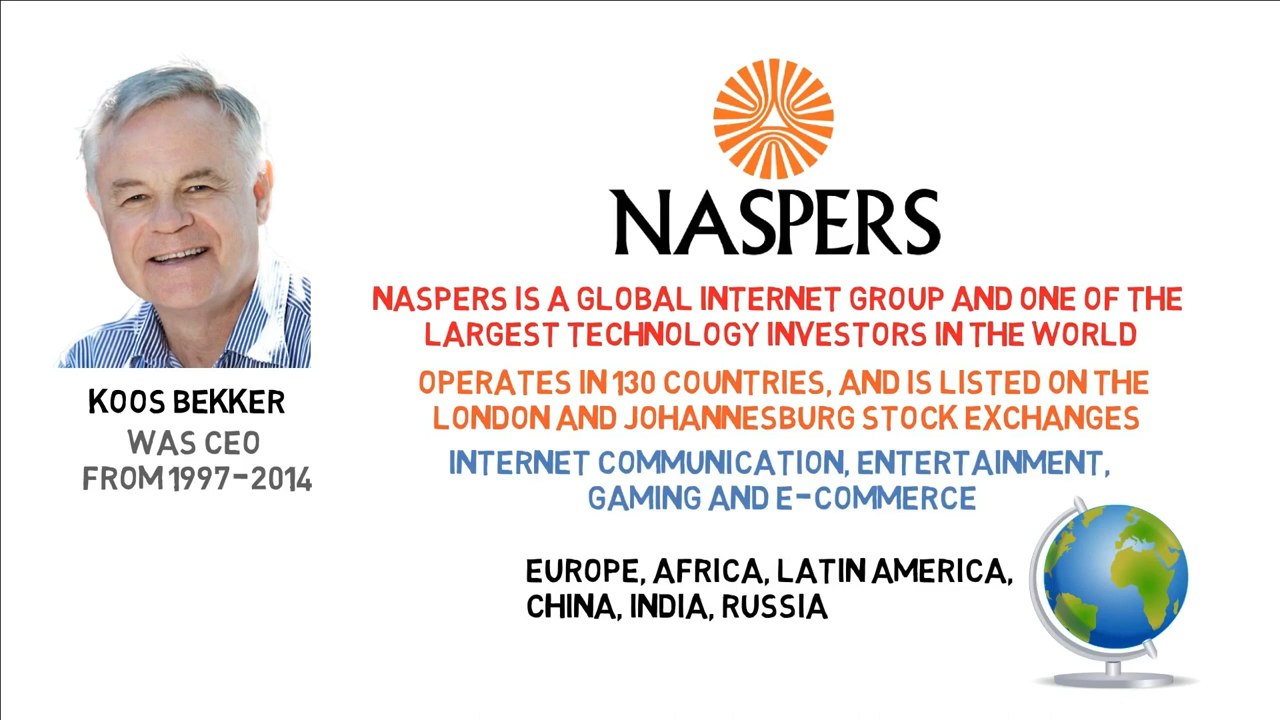 NASPERS
NASPERS IS A GLOBAL INTERNET GROUP AND ONE OF THE
LARGEST TECHNOLOGY INVESTORS IN THE WORLD
OPERATES IN 130 COUNTRIES, AND IS LISTED ON THE
LONDON AND JOHANNESBURG STOCK EXCHANGES
KOOS BEKKER
WAS CEO
FROM 1997-2014
INTERNET COMMUNICATION, ENTERTAINMENT,
GAMING AND E-COMMERCE
EUROPE, AFRICA, LATIN AMERICA,
CHINA, INDIA, RUSSIA